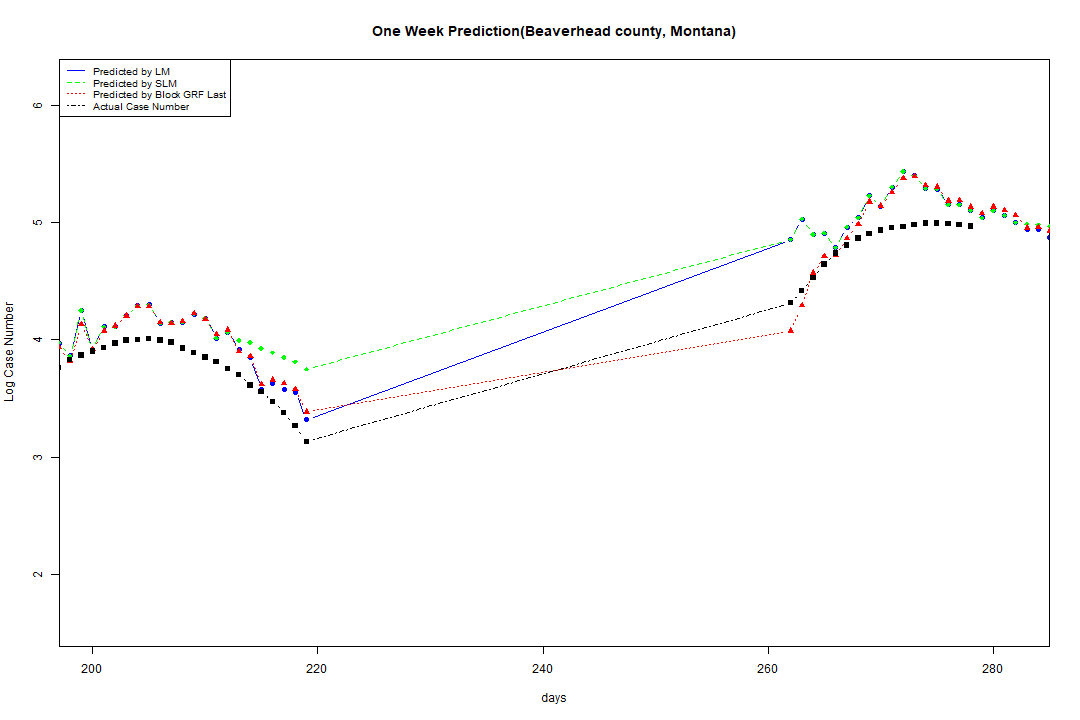 One Week Prediction(Beaverhead county, Montana)
Predicted by LM
Predicted by SLM
Predicted by Block GRF Last
Actual Case Number
6
5
4
3
2
Log Case Number
200
220
240
260
280
days